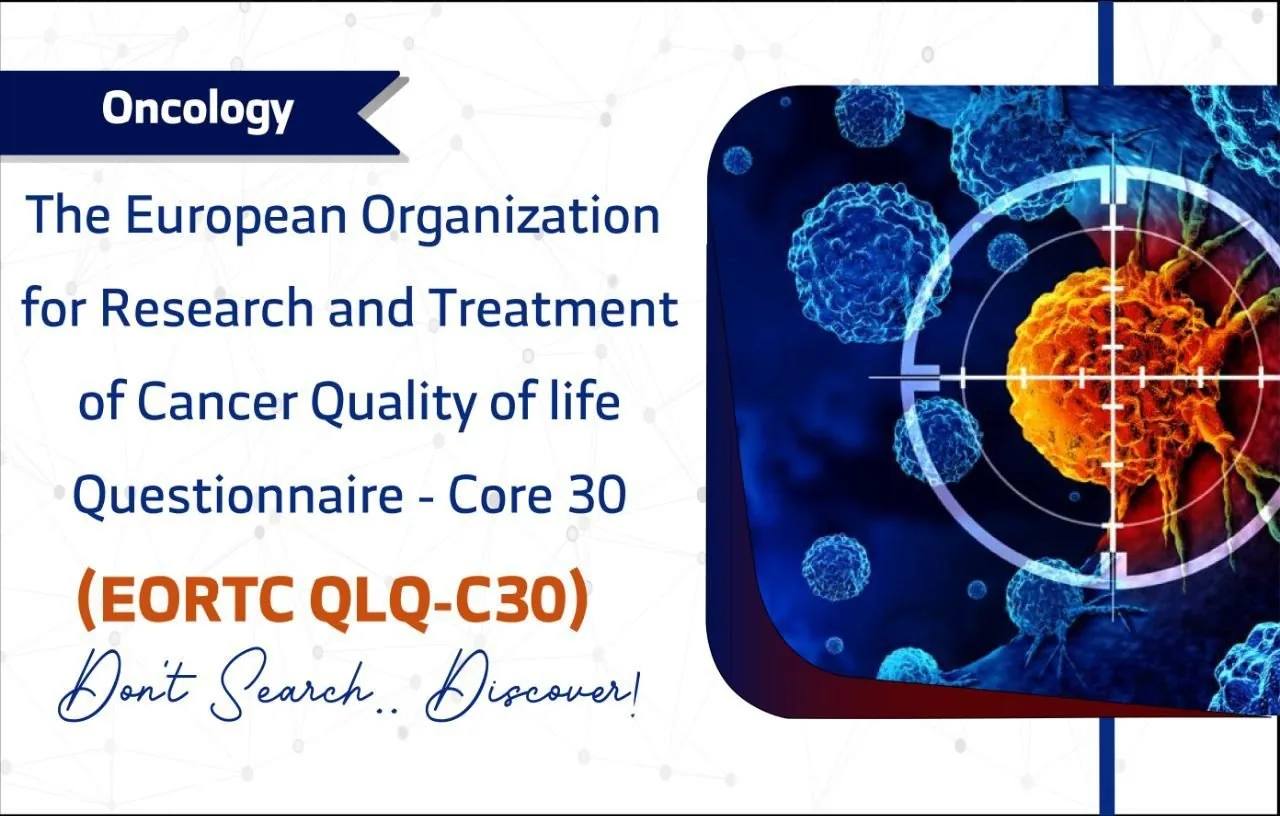 Oncology
The European Organization
for Research and Treatment
of Cancer Quality of life
Questionnaire - Core 30
(EORTC QLQ-C30)
Don't Search.. Discover!